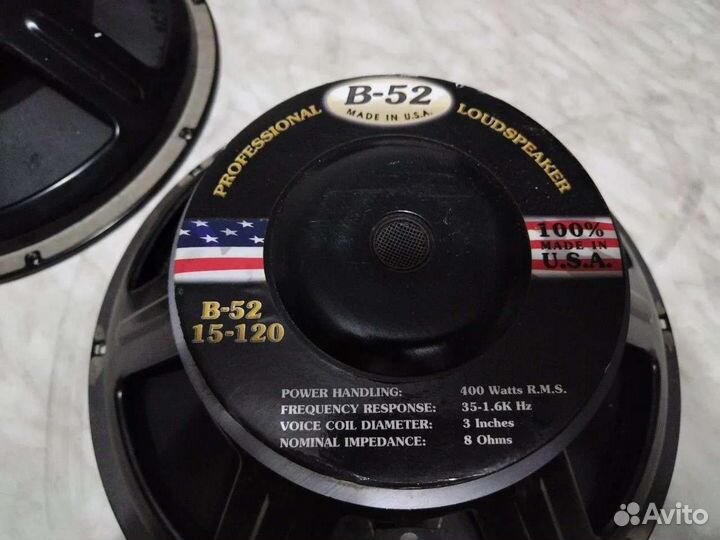 B-52
MADE IN U.S.A.
PROFESSIONAL LOUDSPEAKER
100%
MADE IN
U.S.A.
B-52
15-120
POWER HANDLING: 400 Watts R.M.S.
FREQUENCY RESPONSE: 35-1.6K Hz
VOICE COIL DIAMETER: 3 Inches
NOMINAL IMPEDANCE: 8 Ohms
Avito